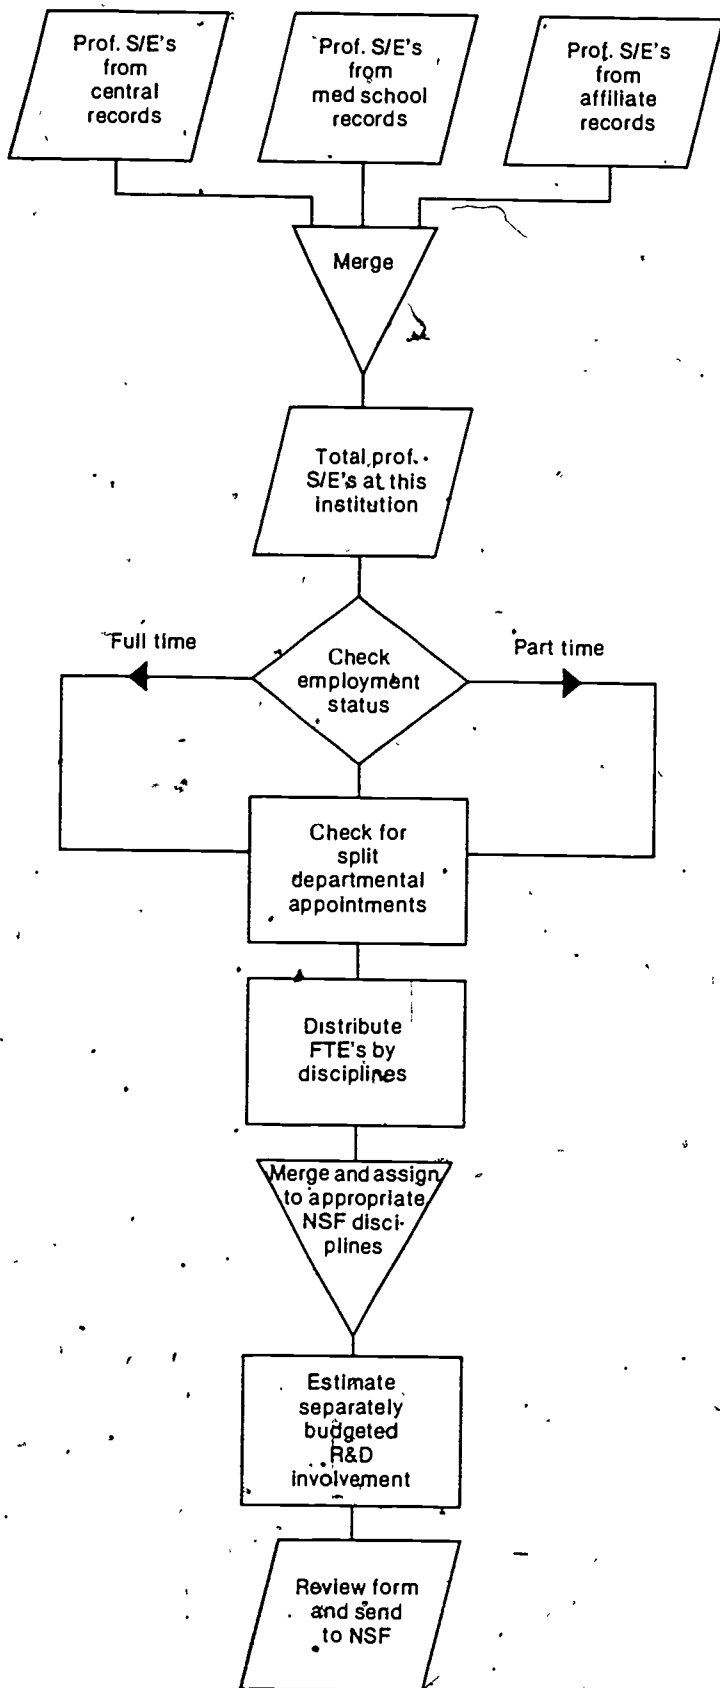 Prof. S/E's
from
central
records
Prof. S/E's
from
med school
records
Prof. S/E's
from
affiliate
records
Merge
Total prof.
S/E's at this
institution
Full time
Check
employment
status
Part time
Check for
split
departmental
appointments
Distribute
FTE's by
disciplines
Merge and assign
to appropriate
NSF disci-
plines
Estimate
separately
budgeted
R&D
involvement
Review form
and send
to NSF